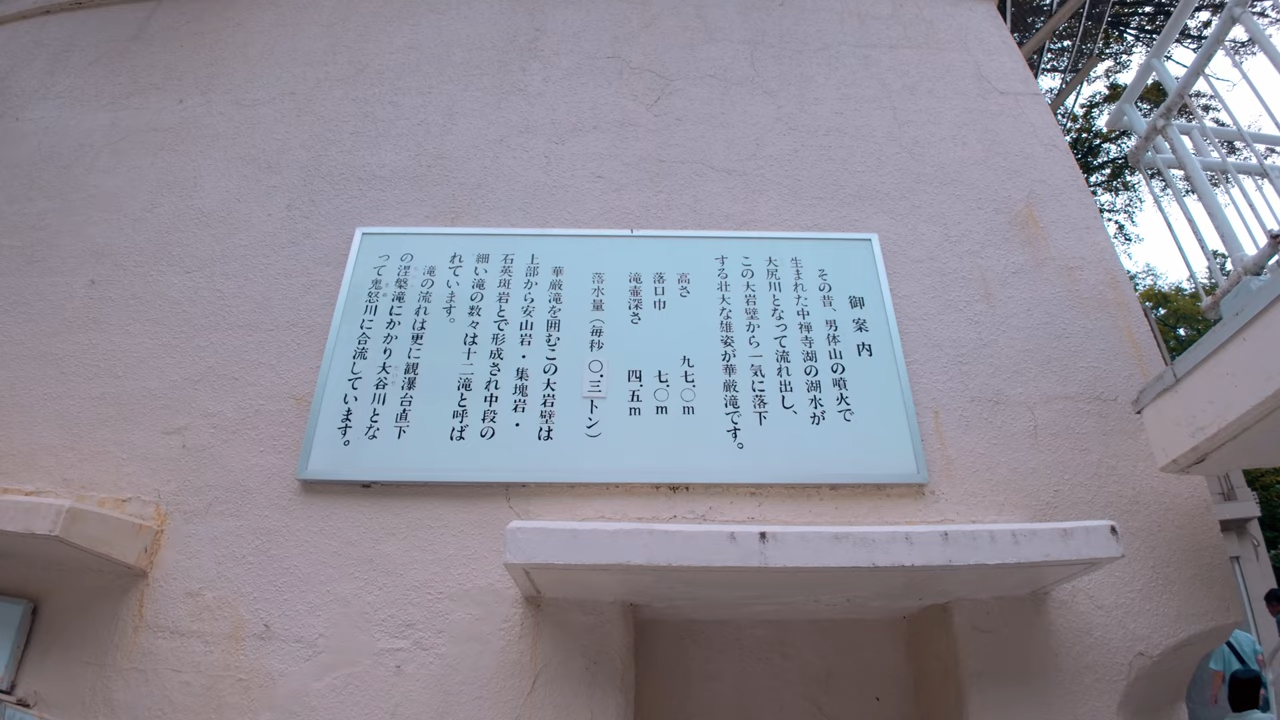 御案内
その昔、男体山の噴火で
生まれた中禅寺湖の湖水が
大尻川となって流れ出し、
この大岩壁から一気に落下
する壮大な雄姿が華厳滝です。
高さ 九七.〇m
落口巾 七.〇m
滝壷深さ 四.五m
落水量(毎秒〇.三トン)
華厳滝を囲むこの大岩壁は
上部から安山岩・集塊岩・
石英斑岩とで形成され中段の
細い滝の数々は十二滝と呼ば
れています。
滝の流れは更に観瀑台直下
の涅槃滝にかかり大谷川とな
って鬼怒川に合流しています。